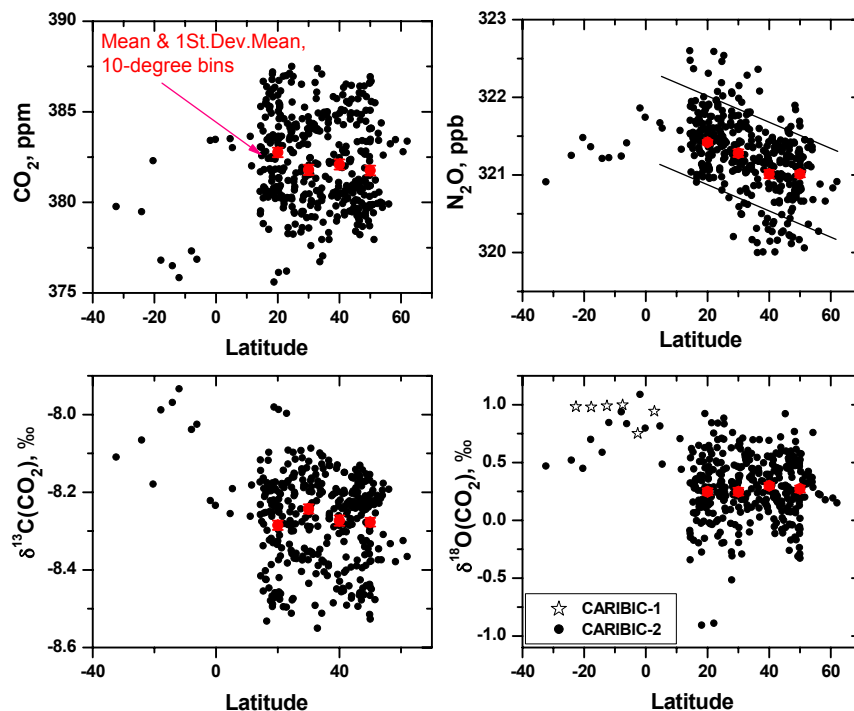 390
385
380
375
CO2, ppm
Mean & 1St.Dev.Mean,
10-degree bins
-40 -20 0 20 40 60
Latitude
323
322
321
320
N2O, ppb
-40 -20 0 20 40 60
Latitude
-8.0
-8.2
-8.4
-8.6
δ13C(CO2), ‰
-40 -20 0 20 40 60
Latitude
1.0
0.5
0.0
-0.5
-1.0
δ18O(CO2), ‰
CARIBIC-1
CARIBIC-2
-40 -20 0 20 40 60
Latitude